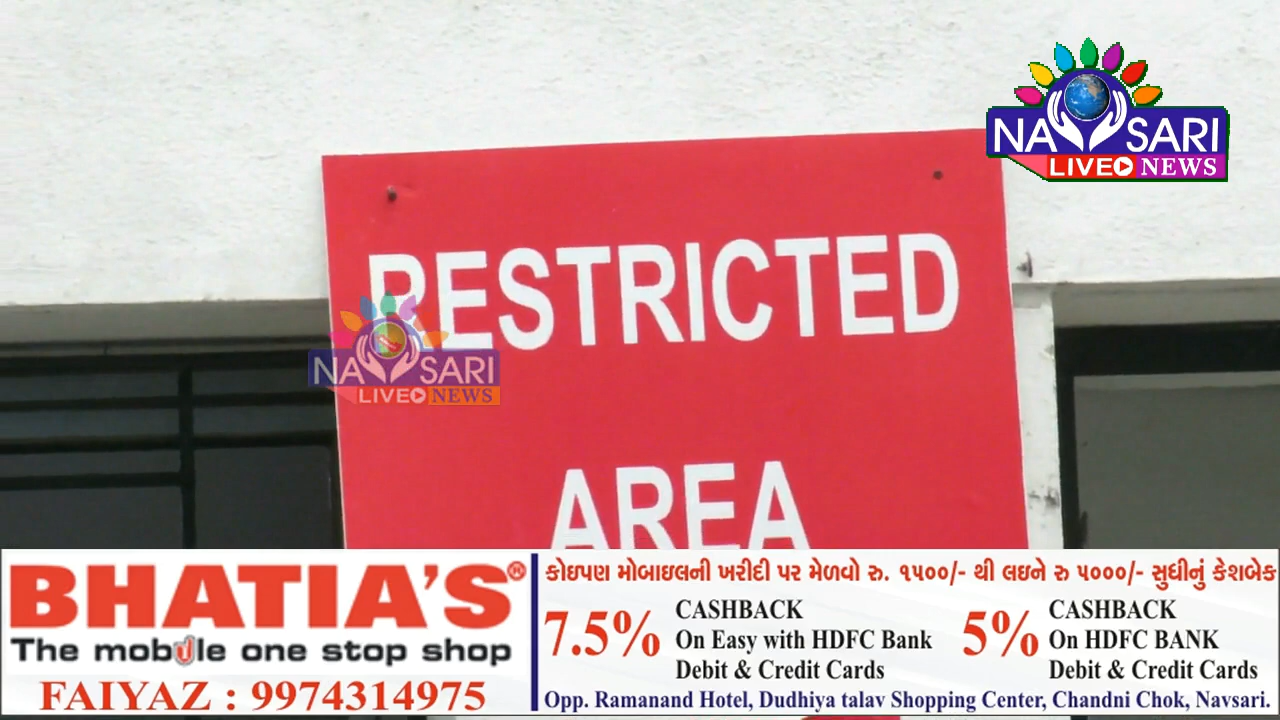 NAVSARI
LIVE NEWS
RESTRICTED
NAVSARI
LIVE NEWS
AREA
BHATIA'S®
The mobile one stop shop
FAIYAZ : 9974314975
કોઇપણ મોબાઇલની ખરીદી પર મેળવો રુ. ૧૫૦૦/- થી લઇને રુ ૫૦૦૦/- સુધીનું કેશબેક
7.5% CASHBACK
On Easy with HDFC Bank
Debit & Credit Cards
5% CASHBACK
On HDFC BANK
Debit & Credit Cards
Opp. Ramanand Hotel, Dudhiya talav Shopping Center, Chandni Chok, Navsari.